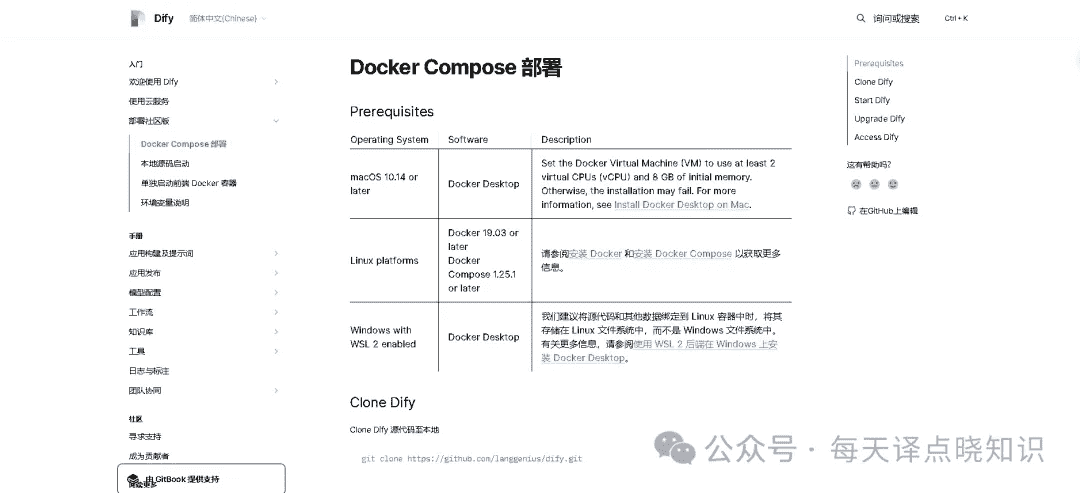 Dify
简体中文(Chinese)
询问或搜索
Ctrl + K
入门
欢迎使用 Dify
使用云服务
部署社区版
Docker Compose 部署
本地源码启动
单独启动前端 Docker 容器
环境变量说明
手册
应用构建及提示词
应用发布
模型配置
工作流
知识库
工具
日志与标注
团队协同
社区
寻求支持
成为贡献者
由 GitBook 提供支持
Docker Compose 部署
Prerequisites
Operating System
Software
Description
macOS 10.14 or
later
Docker Desktop
Set the Docker Virtual Machine (VM) to use at least 2
virtual CPUs (vCPU) and 8 GB of initial memory.
Otherwise, the installation may fail. For more
information, see Install Docker Desktop on Mac.
Linux platforms
Docker 19.03 or
later
Docker
Compose 1.25.1
or later
请参阅安装 Docker 和安装 Docker Compose 以获取更多
信息。
Windows with
WSL 2 enabled
Docker Desktop
我们建议将源代码和其他数据绑定到 Linux 容器中时，将其
存储在 Linux 文件系统中，而不是 Windows 文件系统中。
有关更多信息，请参阅使用 WSL 2 后端在 Windows 上安
装 Docker Desktop。
Clone Dify
Clone Dify 源代码至本地
git clone https://github.com/langgenius/dify.git
Prerequisites
Clone Dify
Start Dify
Upgrade Dify
Access Dify
这有帮助吗？
在GitHub上编辑
公众号 · 每天译点晓知识